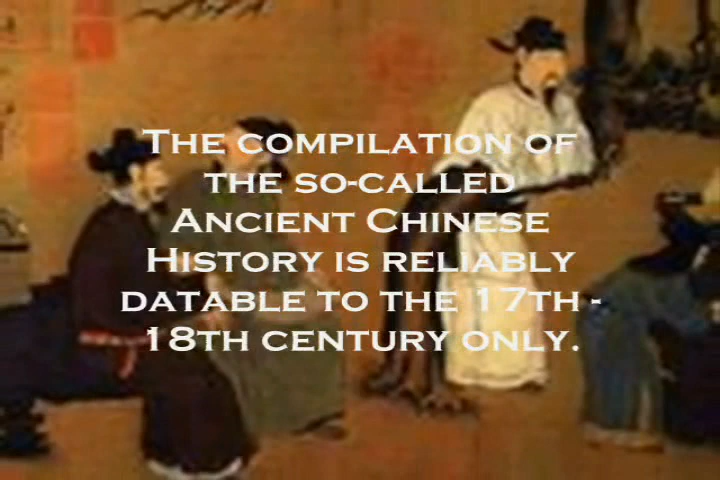 The compilation of
the so-called
Ancient Chinese
History is reliably
datable to the 17th -
18th century only.